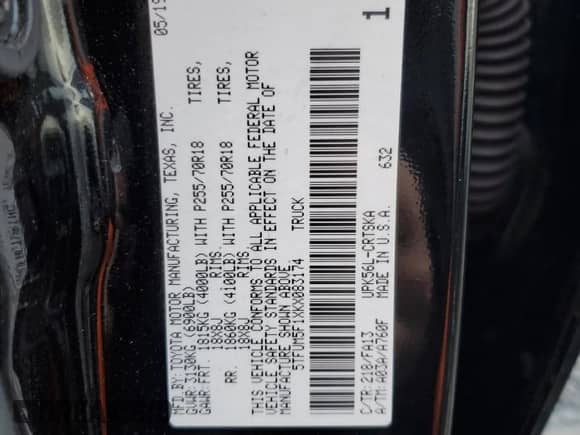 MFD.BY:TOYOTA MOTOR MANUFACTURING, TEXAS, INC. 05/19
GVWR:3130KG(6900LB)
GAWR FRT. 1815KG(4000LB) WITH P255/70R18 TIRES,
18X8J RIMS
RR. 1860KG(4100LB) WITH P255/70R18 TIRES,
18X8J RIMS
THIS VEHICLE CONFORMS TO ALL APPLICABLE FEDERAL MOTOR
VEHICLE SAFETY STANDARDS IN EFFECT ON THE DATE OF
MANUFACTURE SHOWN ABOVE.
5TFUM5F1XKX083174 TRUCK
C/TR:218/FA13 UPK56L-CRTSKA
A/TM:A03A/A760F MADE IN U.S.A. 632
1